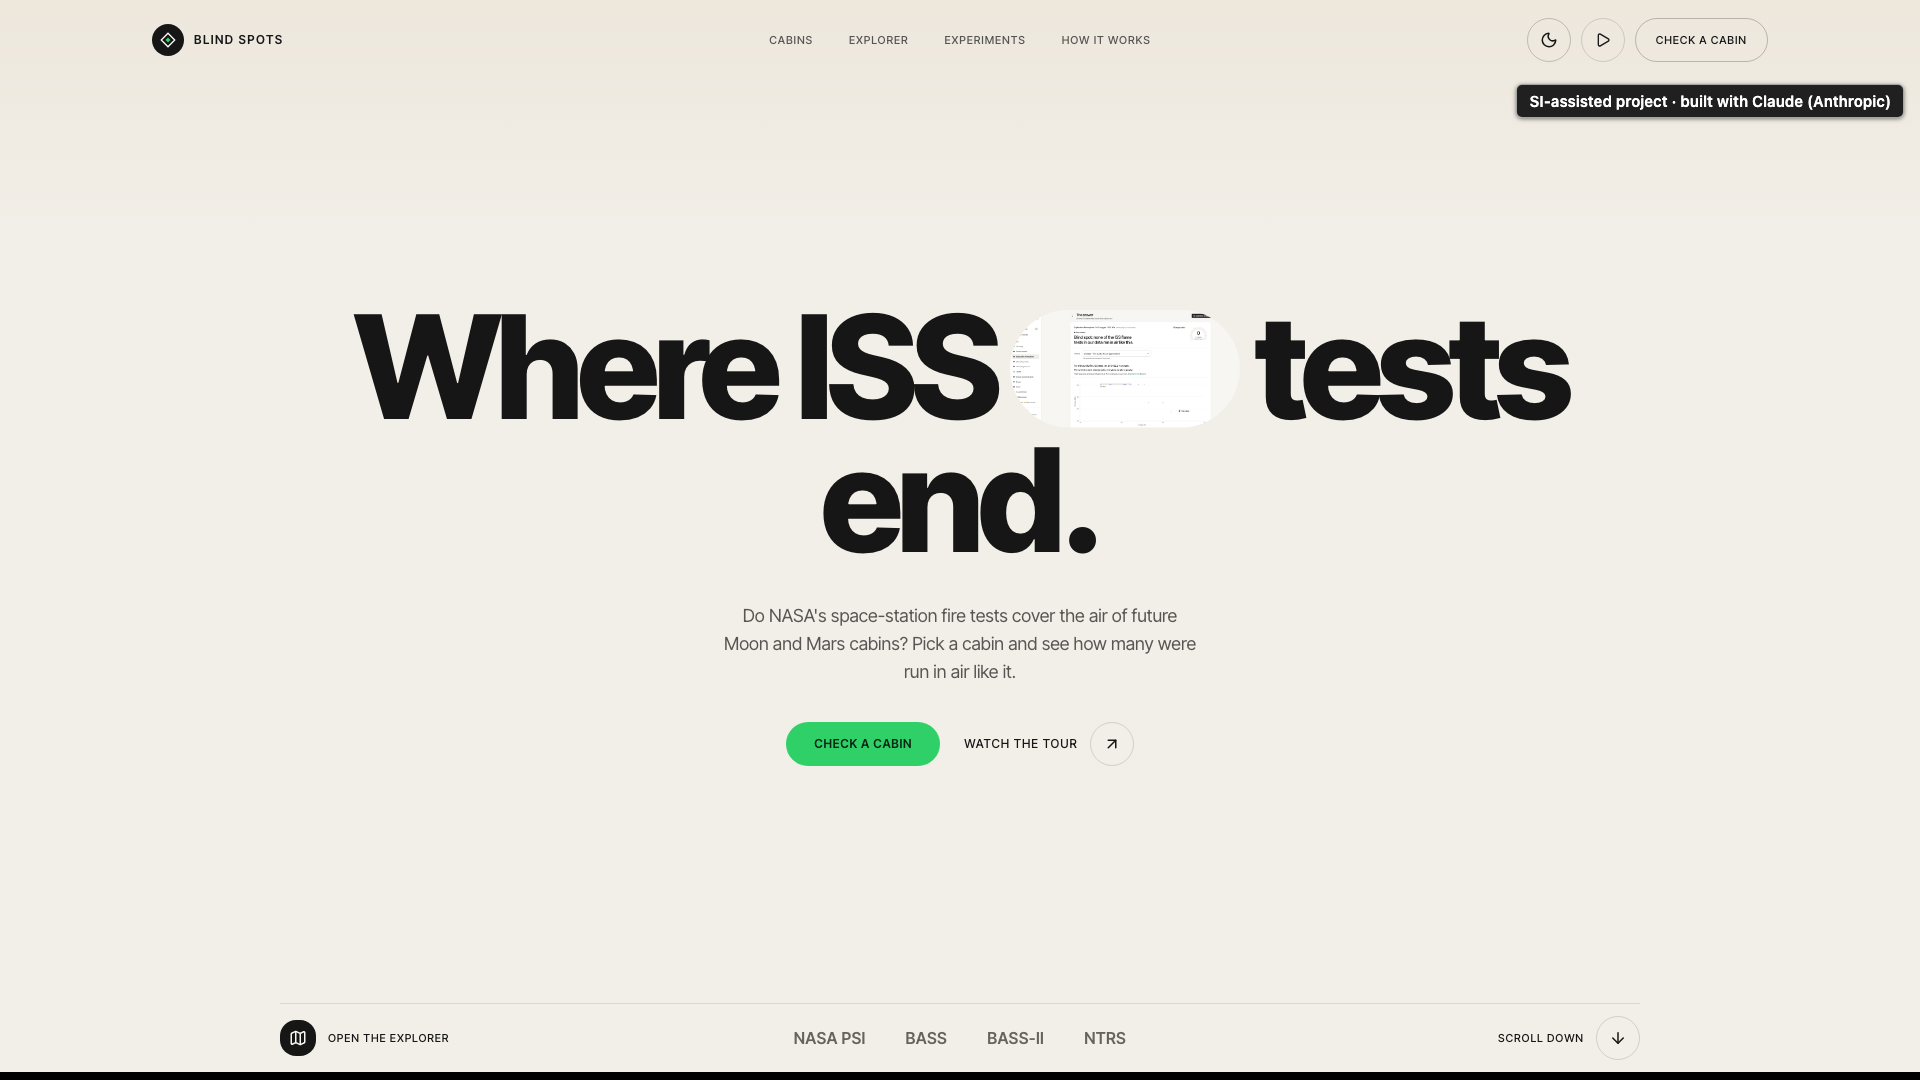 BLIND SPOTS
CABINS
EXPLORER
EXPERIMENTS
HOW IT WORKS
CHECK A CABIN
SI-assisted project · built with Claude (Anthropic)
Where ISS tests
end.
Do NASA's space-station fire tests cover the air of future
Moon and Mars cabins? Pick a cabin and see how many were
run in air like it.
CHECK A CABIN
WATCH THE TOUR
OPEN THE EXPLORER
NASA PSI
BASS
BASS-II
NTRS
SCROLL DOWN